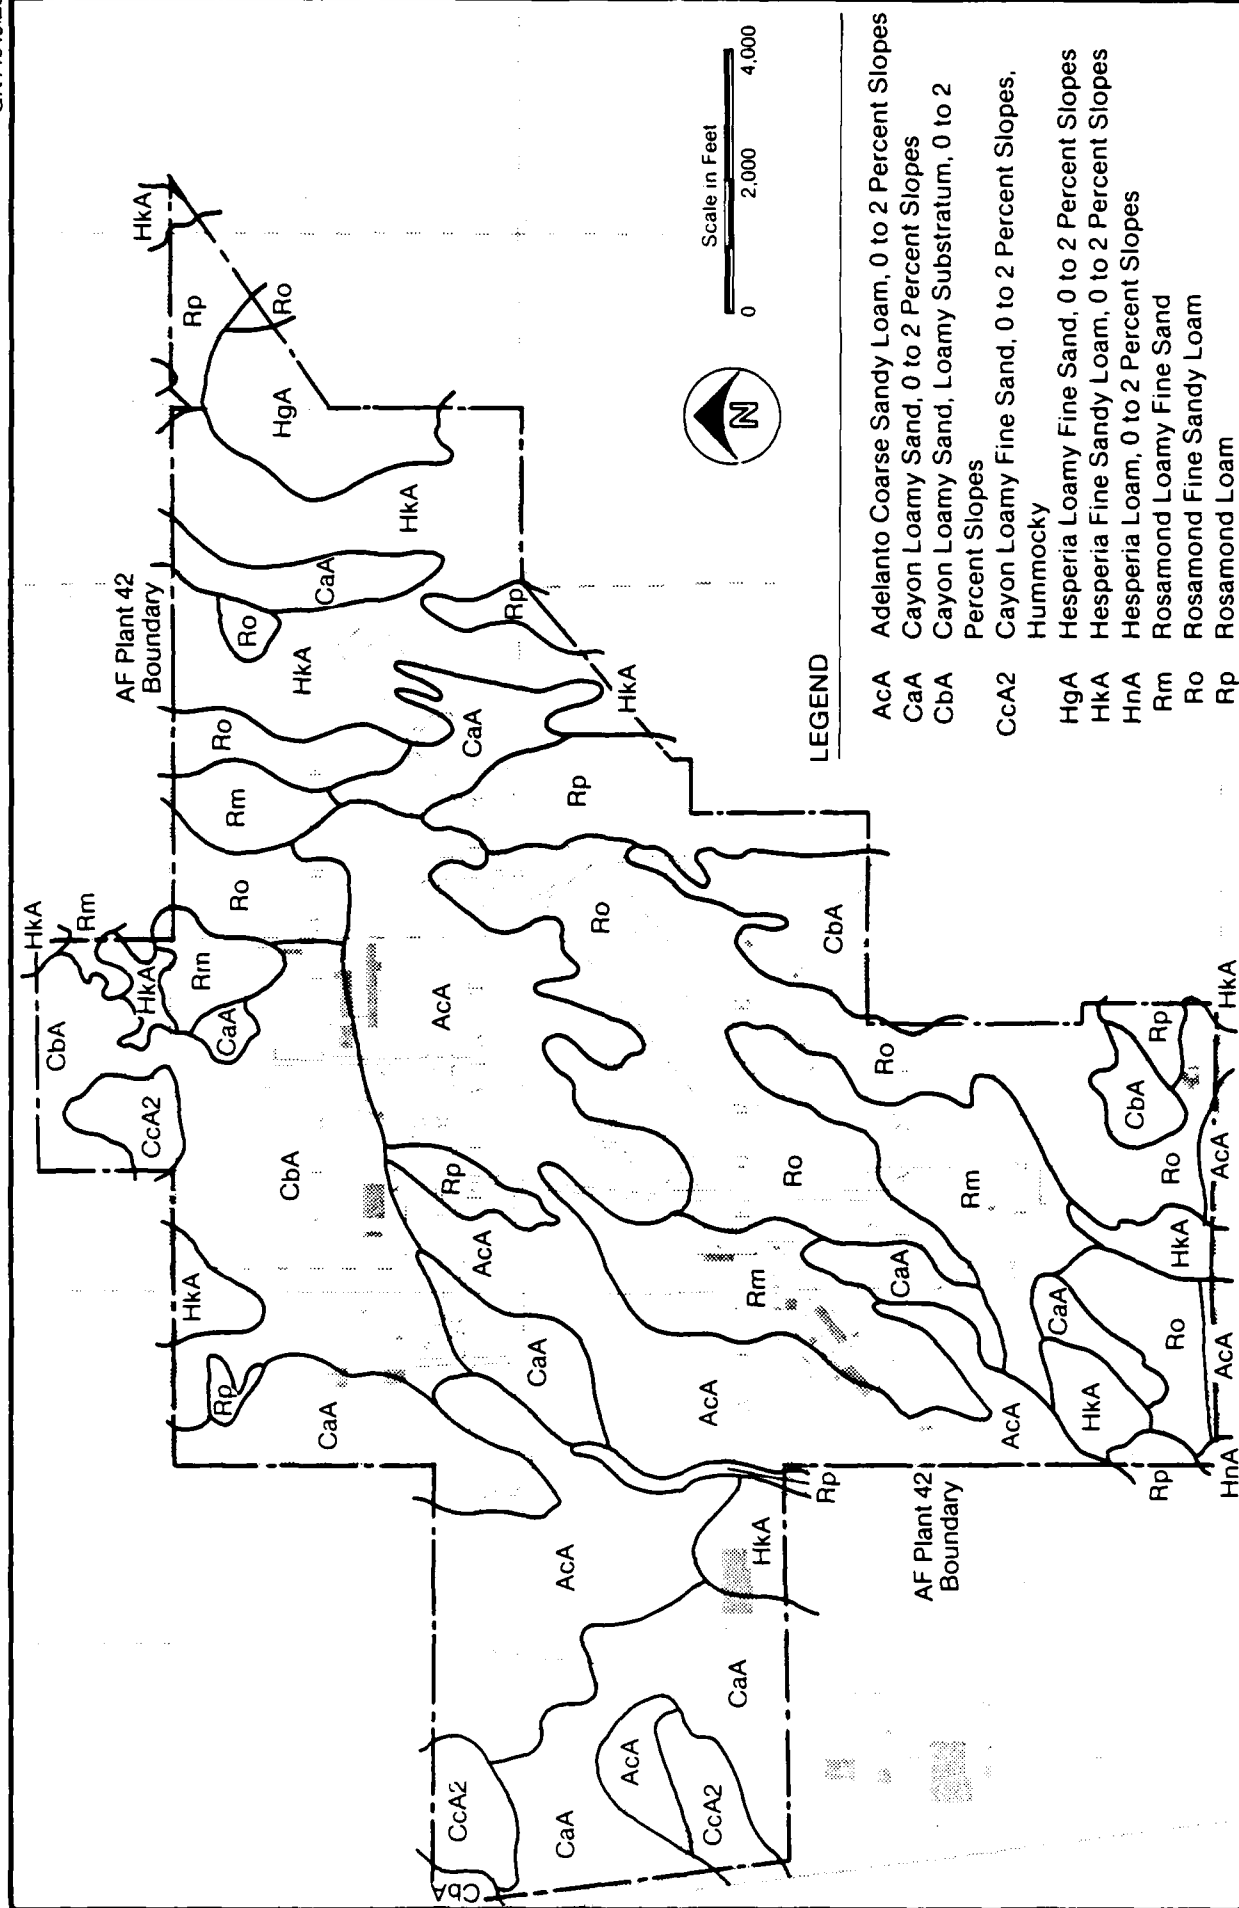 HkA
CbA
Rm
AF Plant 42
Boundary
CcA2
HkA
HkA
HkA
Rm
Rp
Rp
CaA
Ro
Rm
Ro
Ro
CbA
HkA
HgA
Ro
CaA
CaA
HkA
CbA
CcA2
Rp
AcA
AcA
CaA
Rp
CaA
CaA
AcA
Rp
Ro
HkA
AcA
CcA2
AcA
CaA
HkA
Rm
Scale in Feet
0 2,000 4,000
N
Ro
Rp
CbA
Ro
CaA
AF Plant 42
Boundary
Rm
AcA
CaA
HkA
CbA
Rp
Rp
Ro
HkA
Ro
AcA
AcA
HnA
HkA
LEGEND
AcA Adelanto Coarse Sandy Loam, 0 to 2 Percent Slopes
CaA Cayon Loamy Sand, 0 to 2 Percent Slopes
CbA Cayon Loamy Sand, Loamy Substratum, 0 to 2
Percent Slopes
CcA2 Cayon Loamy Fine Sand, 0 to 2 Percent Slopes,
Hummocky
HgA Hesperia Loamy Fine Sand, 0 to 2 Percent Slopes
HkA Hesperia Fine Sandy Loam, 0 to 2 Percent Slopes
HnA Hesperia Loam, 0 to 2 Percent Slopes
Rm Rosamond Loamy Fine Sand
Ro Rosamond Fine Sandy Loam
Rp Rosamond Loam